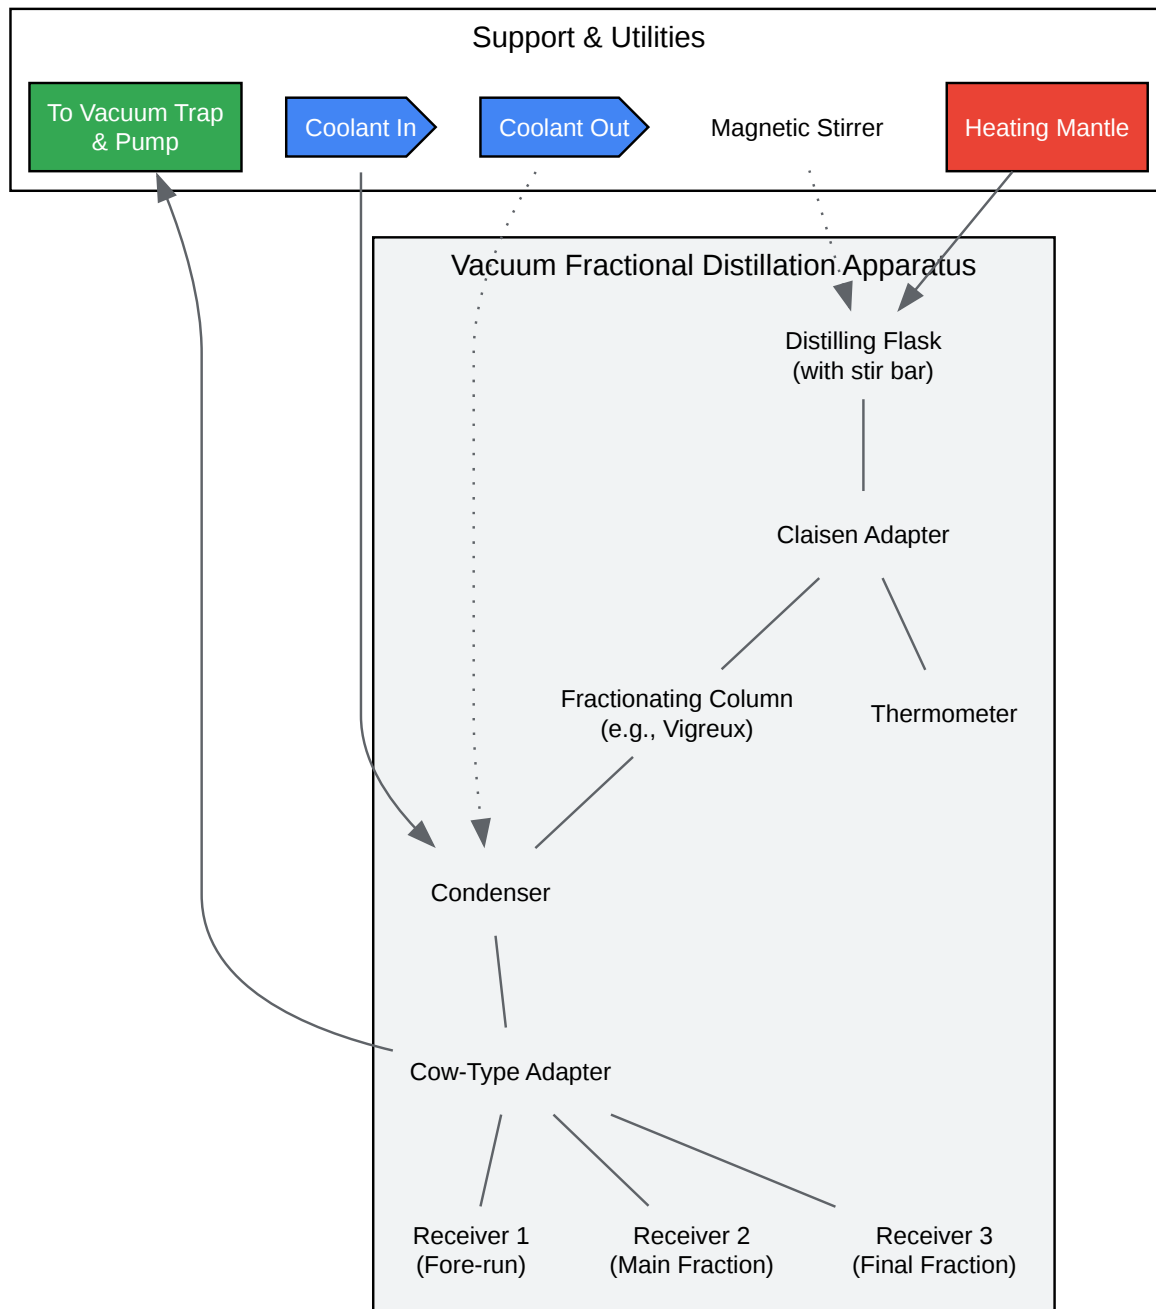 Support & Utilities
To Vacuum Trap
& Pump
Coolant In
Coolant Out
Magnetic Stirrer
Heating Mantle
Vacuum Fractional Distillation Apparatus
Distilling Flask
(with stir bar)
Claisen Adapter
Fractionating Column
(e.g., Vigreux)
Thermometer
Condenser
Cow-Type Adapter
Receiver 1
(Fore-run)
Receiver 2
(Main Fraction)
Receiver 3
(Final Fraction)